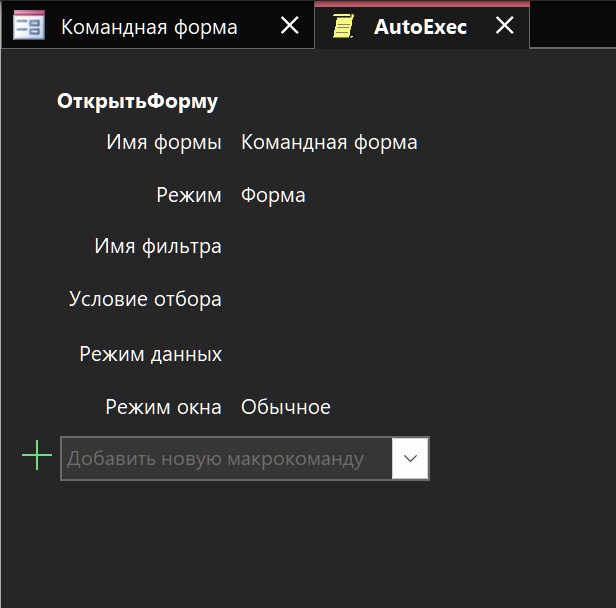 Командная форма
AutoExec
ОткрытьФорму
Имя формы Командная форма
Режим Форма
Имя фильтра
Условие отбора
Режим данных
Режим окна Обычное
Добавить новую макрокоманду